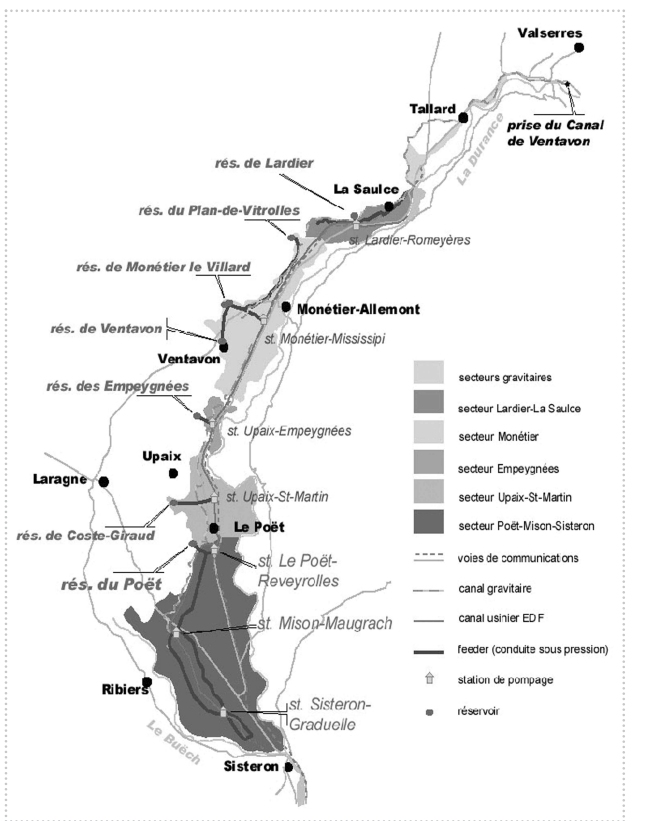 Valserres
Tallard
prise du Canal
de Ventavon
La Durance
rés. de Lardier
La Saulce
rés. du Plan-de-Vitrolles
st. Lardier-Romeyères
rés. de Monétier le Villard
Monétier-Allemont
rés. de Ventavon
st. Monétier-Mississipi
Ventavon
rés. des Empeygnées
st. Upaix-Empeygnées
Upaix
Laragne
st. Upaix-St-Martin
rés. de Coste-Giraud
Le Poët
rés. du Poët
st. Le Poët-
Reveyrolles
st. Mison-Maugrach
Ribiers
st. Sisteron-
Graduelle
Le Buëch
Sisteron
secteurs gravitaires
secteur Lardier-La Saulce
secteur Monétier
secteur Empeygnées
secteur Upaix-St-Martin
secteur Poët-Mison-Sisteron
voies de communications
canal gravitaire
canal usinier EDF
feeder (conduite sous pression)
station de pompage
réservoir